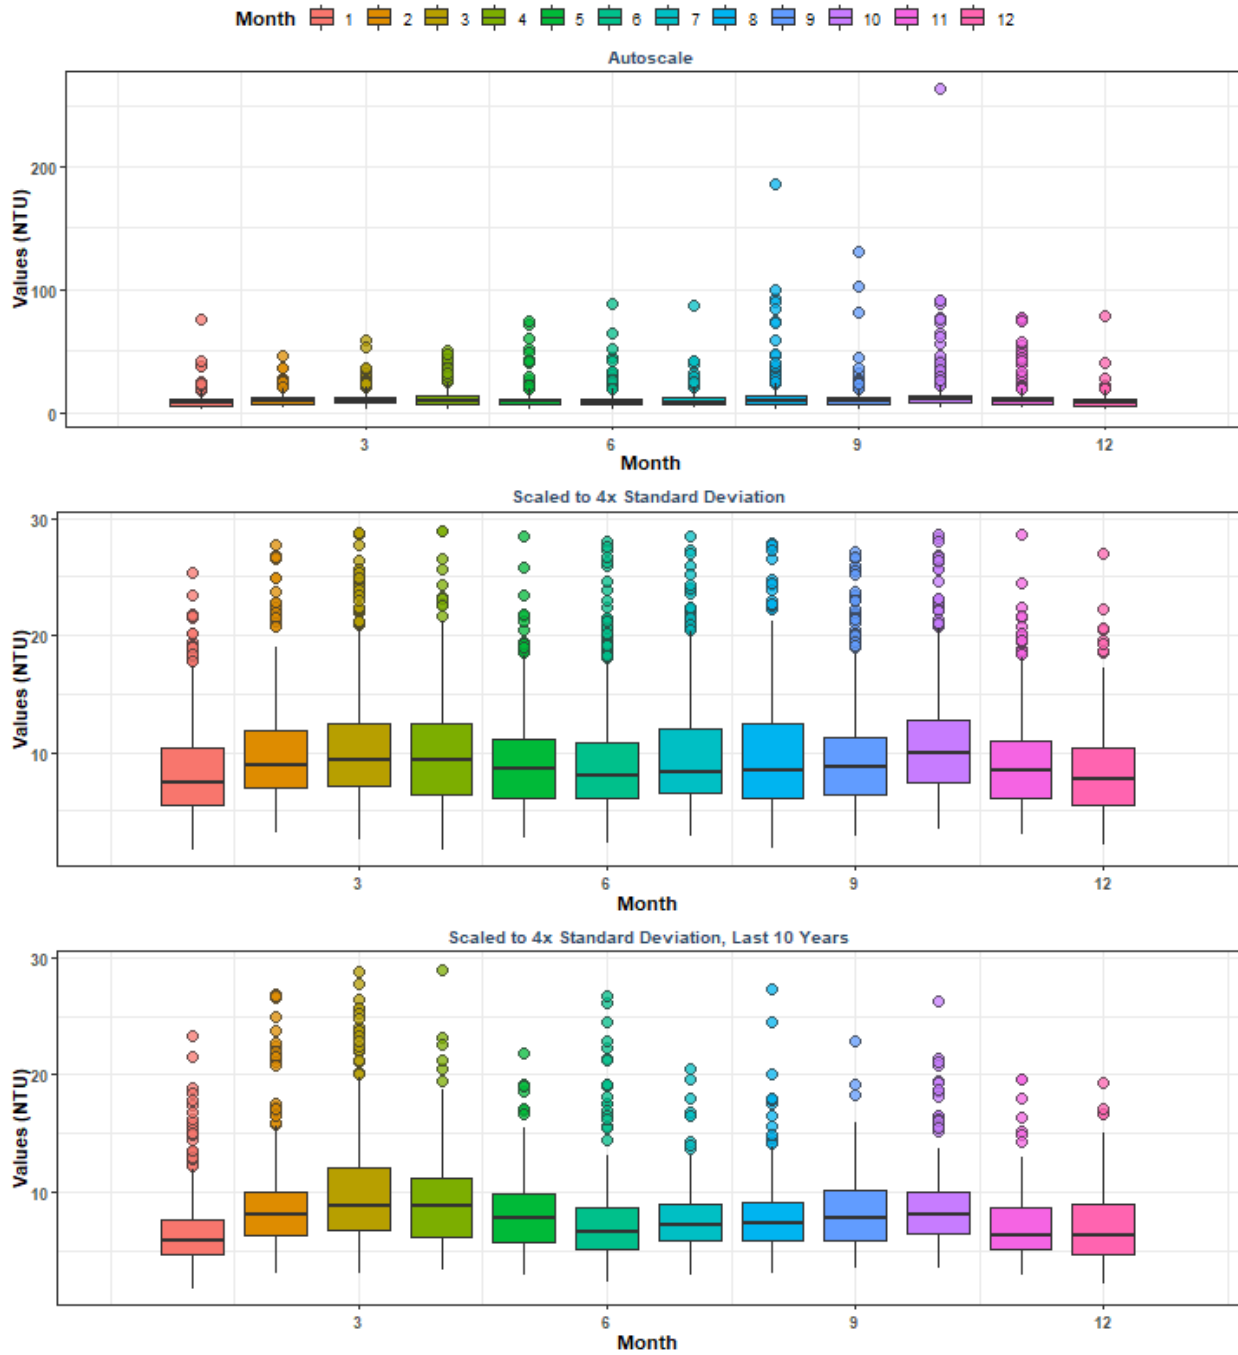 Month 1 2 3 4 5 6 7 8 9 10 11 12
Autoscale
Values (NTU)
200
100
0
3 6 9 12
Month
Scaled to 4x Standard Deviation
Values (NTU)
30
20
10
3 6 9 12
Month
Scaled to 4x Standard Deviation, Last 10 Years
Values (NTU)
30
20
10
3 6 9 12
Month